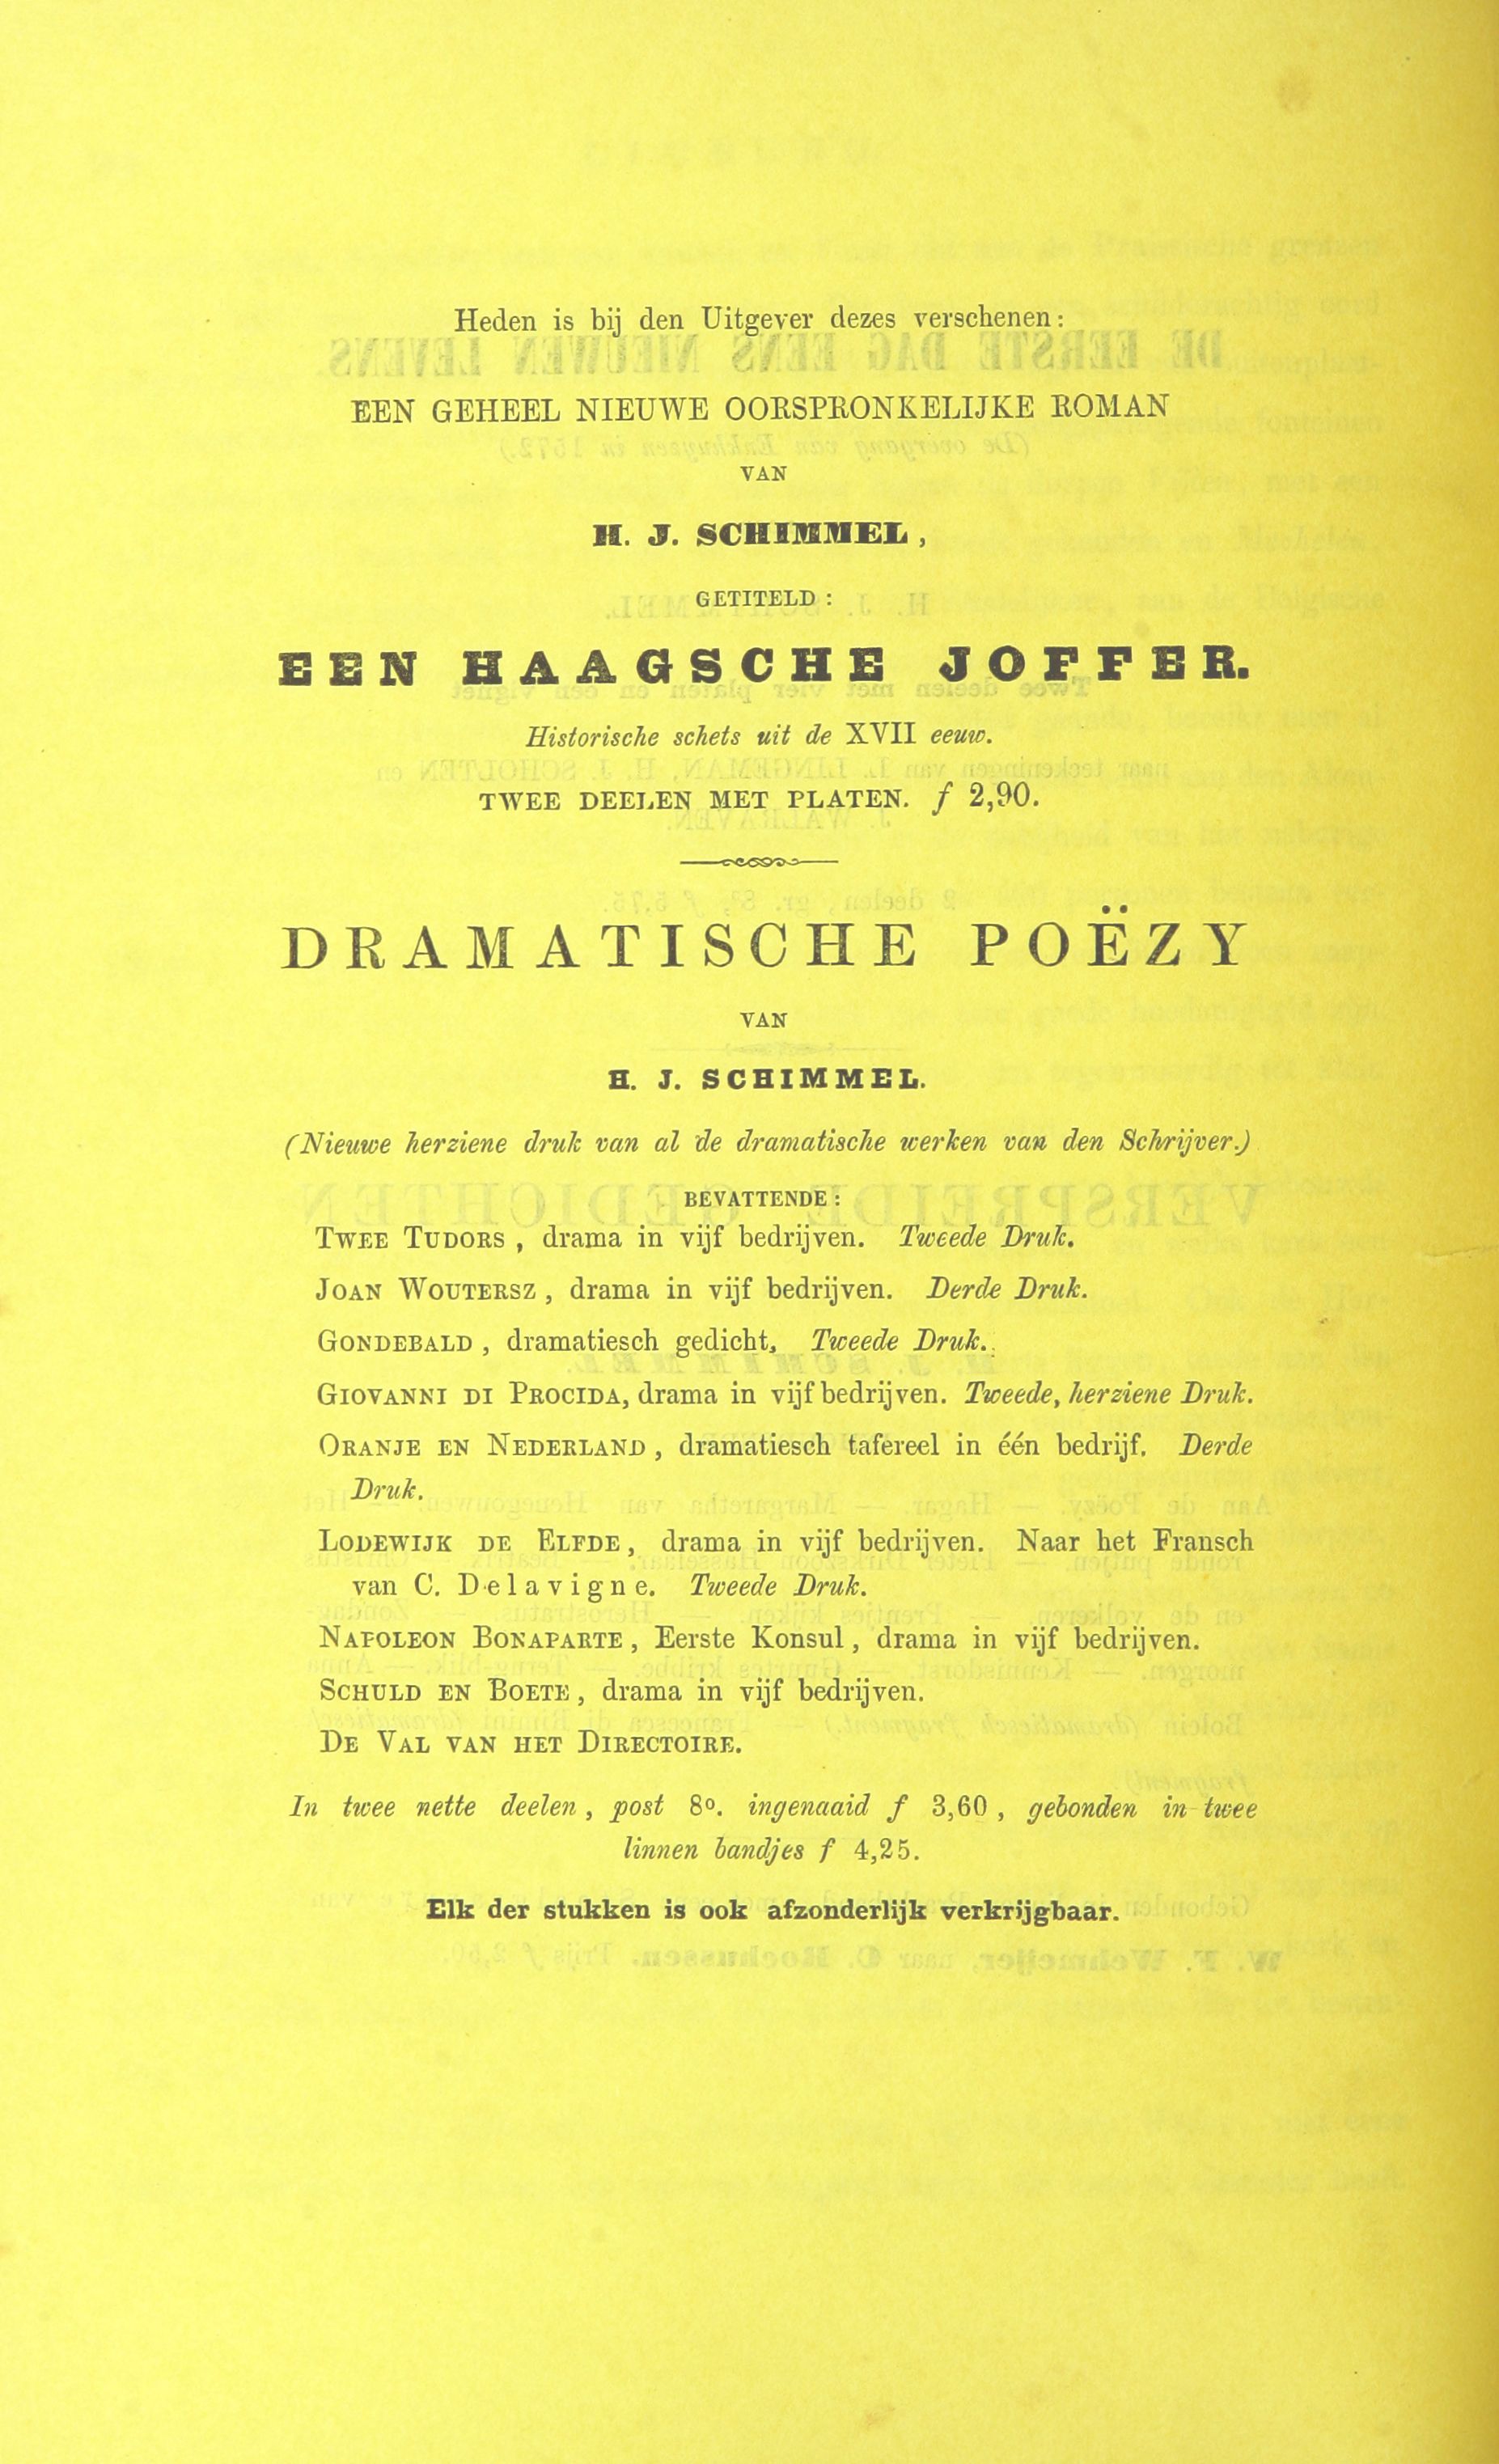 Heden is bij den Uitgever dezes verschenen:
EEN GEHEEL NIEUWE OORSPRONKELIJKE ROMAN
VAN
H. J. SCHIMMEL,
GETITELD:
EEN HAAGSCHE JOFFER.
Historische schets uit de XVII eeuw.
TWEE DEELEN MET PLATEN. ƒ 2,90.
DRAMATISCHE POËZY
VAN
H. J. SCHIMMEL.
(Nieuwe herziene druk van al de dramatische werken van den Schrijver.)
BEVATTENDE:
TWEE TUDORS, drama in vijf bedrijven. Tweede Druk.
JOAN WOUTERSZ, drama in vijf bedrijven. Derde Druk.
GONDEBALD, dramatiesch gedicht, Tweede Druk.
GIOVANNI DI PROCIDA, drama in vijf bedrijven. Tweede, herziene Druk.
ORANJE EN NEDERLAND, dramatiesch tafereel in één bedrijf. Derde
Druk.
LODEWIJK DE ELFDE, drama in vijf bedrijven. Naar het Fransch
van C. Delavigne. Tweede Druk.
NAPOLEON BONAPARTE, Eerste Konsul, drama in vijf bedrijven.
SCHULD EN BOETE, drama in vijf bedrijven.
DE VAL VAN HET DIRECTOIRE.
In twee nette deelen, post 8o. ingenaaid ƒ 3,60, gebonden in twee
linnen bandjes ƒ 4,25.
Elk der stukken is ook afzonderlijk verkrijgbaar.